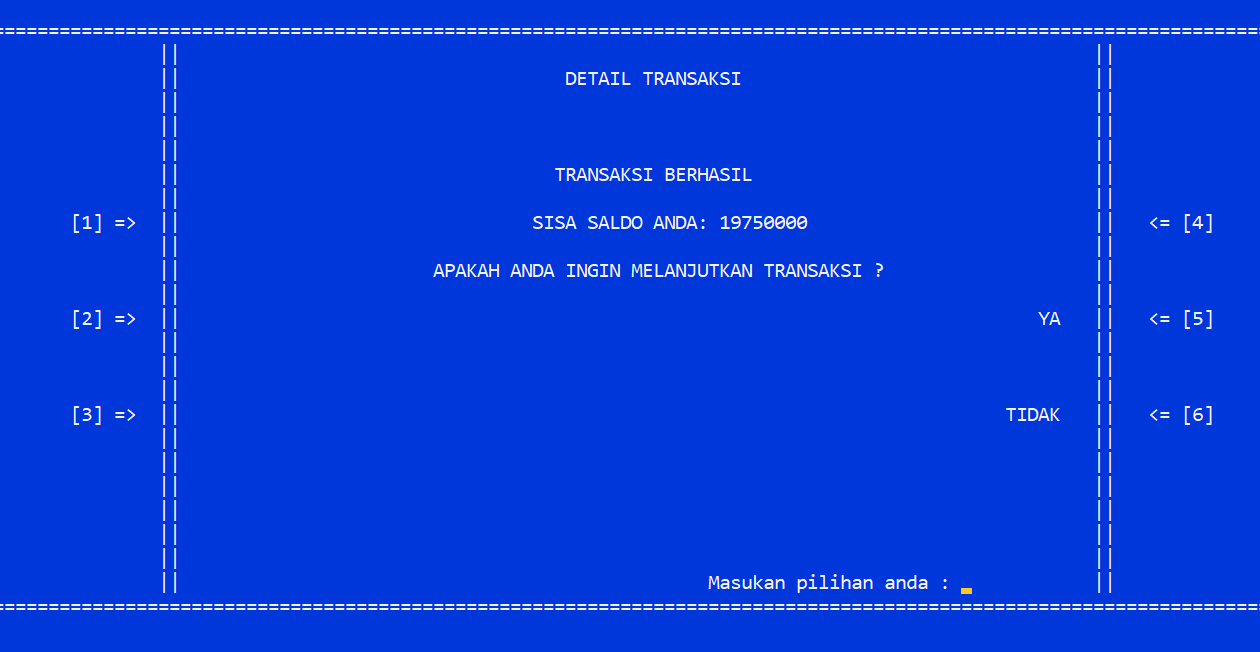 DETAIL TRANSAKSI
TRANSAKSI BERHASIL
[1] => SISA SALDO ANDA: 19750000 <= [4]
APAKAH ANDA INGIN MELANJUTKAN TRANSAKSI ?
[2] => YA <= [5]
[3] => TIDAK <= [6]
Masukan pilihan anda :